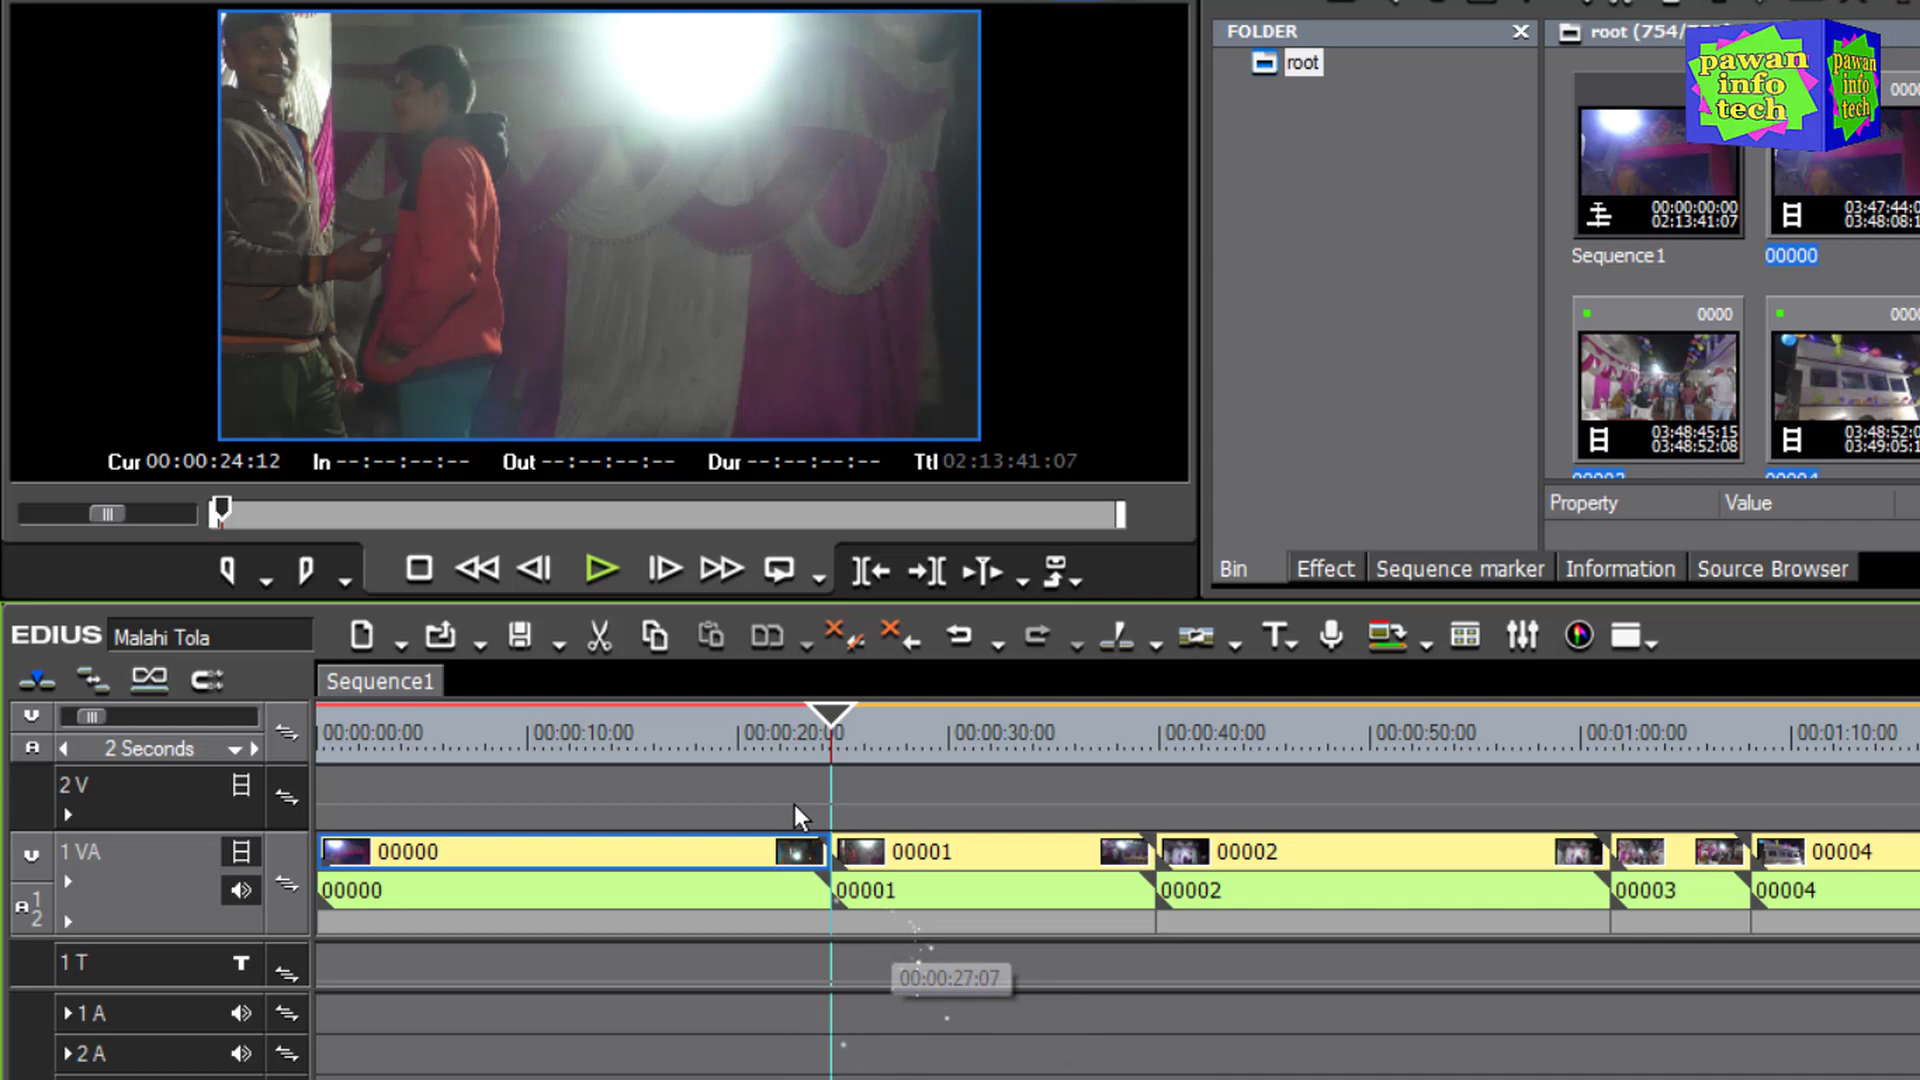 Cur 00:00:24:12 In --:--:--:-- Out --:--:--:-- Dur --:--:--:-- Ttl 02:13:41:07
FOLDER
root
root (754/
pawan
info
tech
pawan
info
tech
00:00:00:00
02:13:41:07
Sequence1
03:47:44:0
03:48:08:1
00000
0000
03:48:45:15
03:48:52:08
03:48:52:0
03:49:05:1
Property Value
Bin Effect Sequence marker Information Source Browser
EDIUS Malahi Tola
Sequence1
00:00:00:00 00:00:10:00 00:00:20:00 00:00:30:00 00:00:40:00 00:00:50:00 00:01:00:00 00:01:10:00
2 Seconds
2 V
1 VA
00000 00001 00002 00004
00000 00001 00002 00003 00004
A 1
2
1 T T
00:00:27:07
1 A
2 A